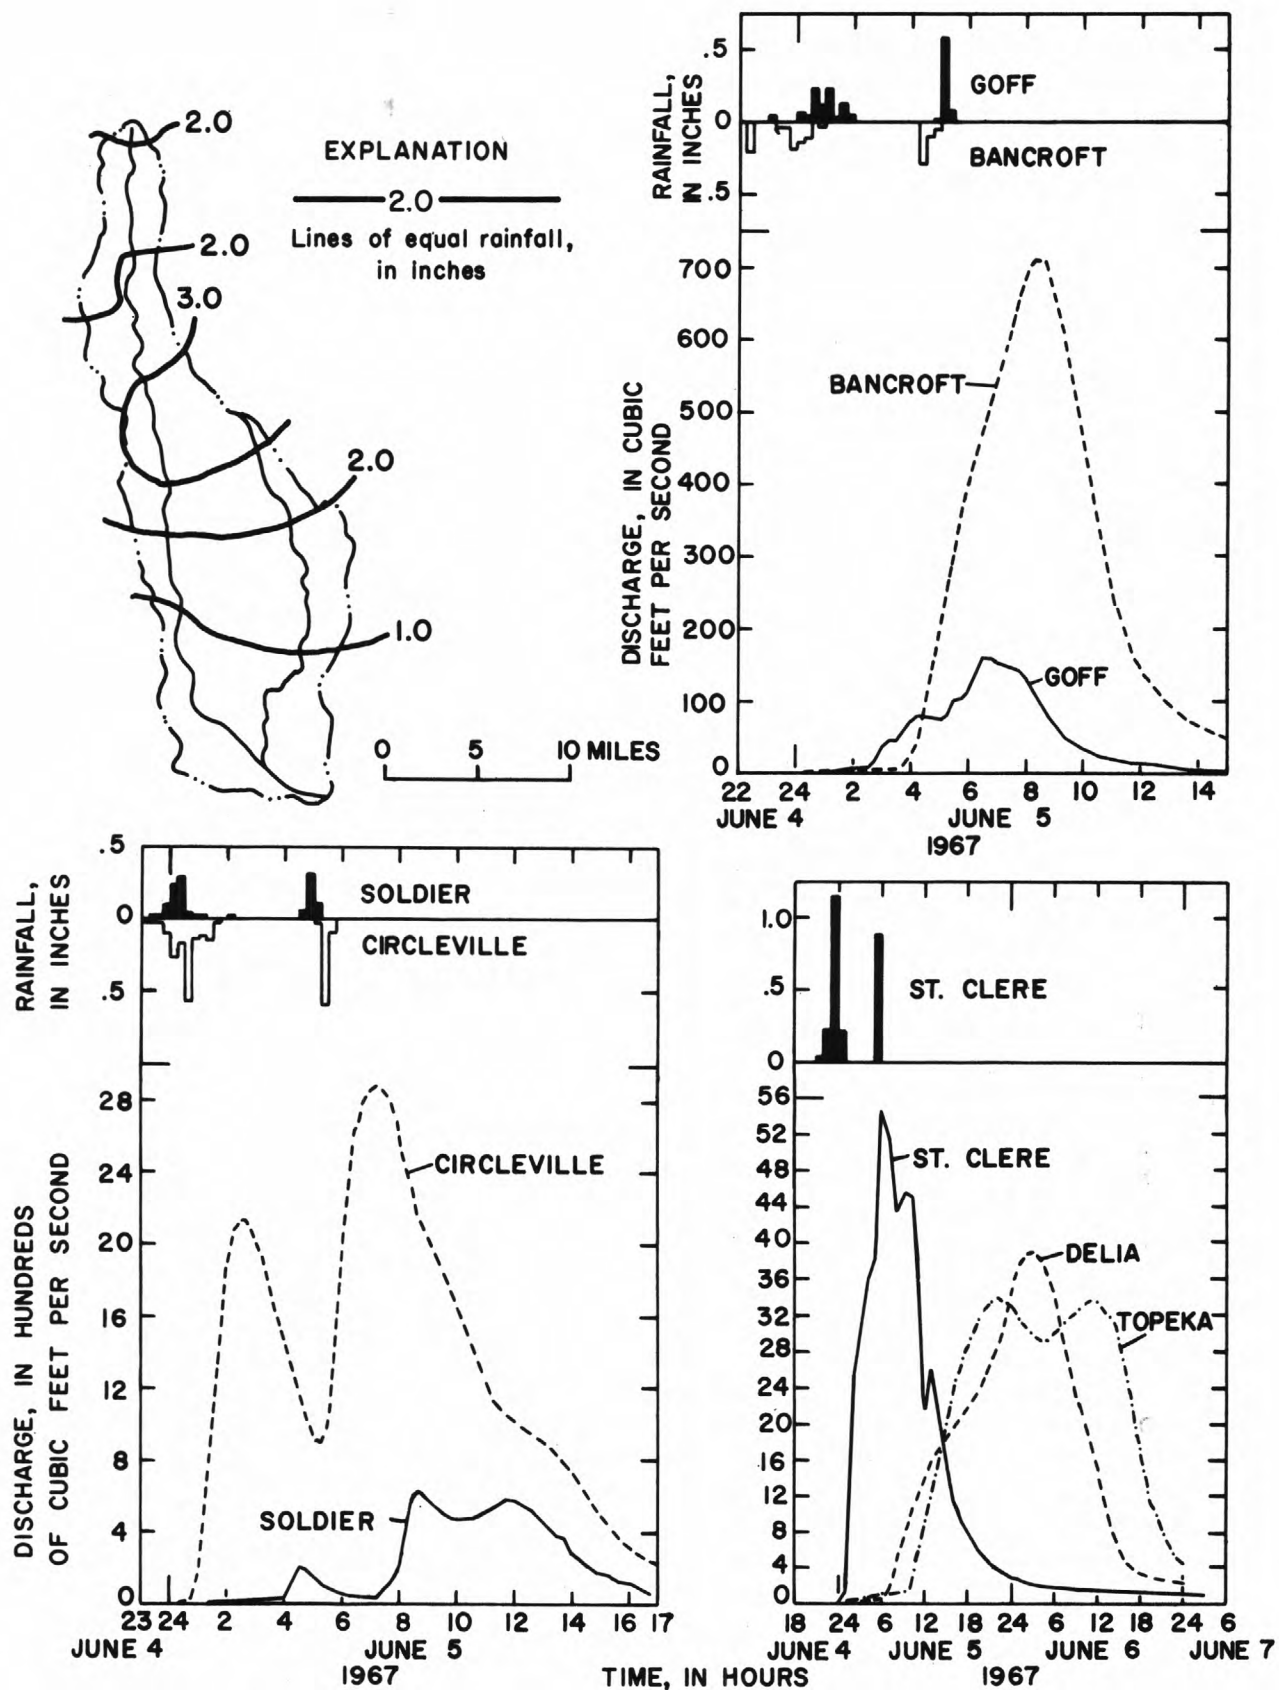 2.0
2.0
3.0
2.0
1.0
EXPLANATION
2.0
Lines of equal rainfall,
in inches
0 5 10 MILES
RAINFALL,
IN INCHES
.5
0
.5
GOFF
BANCROFT
DISCHARGE, IN CUBIC
FEET PER SECOND
700
600
500
400
300
200
100
0
BANCROFT
GOFF
22 24 2 4 6 8 10 12 14
JUNE 4 JUNE 5
1967
RAINFALL,
IN INCHES
.5
0
.5
SOLDIER
CIRCLEVILLE
DISCHARGE, IN HUNDREDS
OF CUBIC FEET PER SECOND
28
24
20
16
12
8
4
0
CIRCLEVILLE
SOLDIER
23 24 2 4 6 8 10 12 14 16 17
JUNE 4 JUNE 5
1967
1.0
.5
0
ST. CLERE
56
52
48
44
40
36
32
28
24
20
16
12
8
4
0
ST. CLERE
DELIA
TOPEKA
18 24 6 12 18 24 6 12 18 24 6
JUNE 4 JUNE 5 JUNE 6 JUNE 7
1967
TIME, IN HOURS